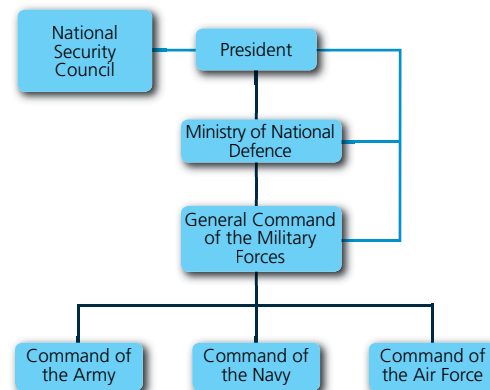 National
Security
Council
President
Ministry of National
Defence
General Command
of the Military
Forces
Command of
the Army
Command of
the Navy
Command of
the Air Force